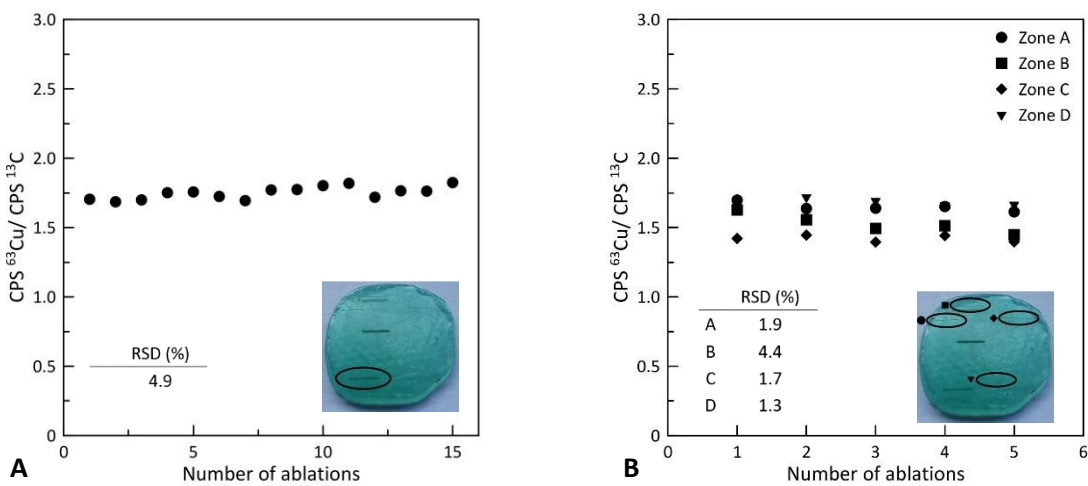 3.0
2.5
2.0
1.5
1.0
0.5
0
CPS ⁶³Cu/ CPS ¹³C
RSD (%)
4.9
0
5
10
15
Number of ablations
A
3.0
2.5
2.0
1.5
1.0
0.5
0
CPS ⁶³Cu/ CPS ¹³C
Zone A
Zone B
Zone C
Zone D
RSD (%)
A 1.9
B 4.4
C 1.7
D 1.3
0
1
2
3
4
5
6
Number of ablations
B